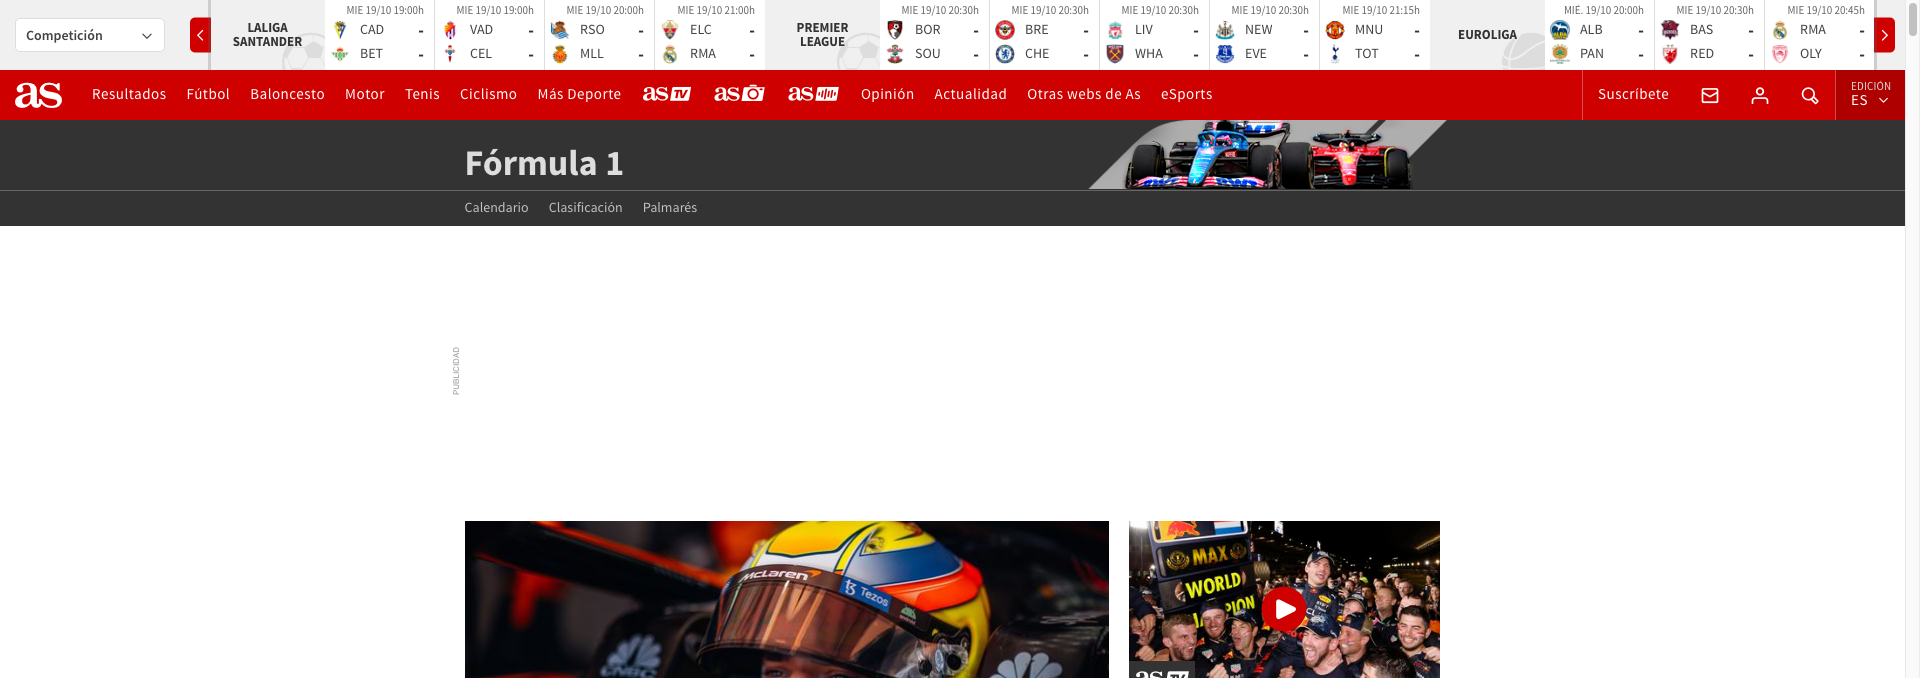 Competición
LALIGA
SANTANDER
MIE 19/10 19:00h
CAD -
BET -
MIE 19/10 19:00h
VAD -
CEL -
MIE 19/10 20:00h
RSO -
MLL -
MIE 19/10 21:00h
ELC -
RMA -
PREMIER
LEAGUE
MIE 19/10 20:30h
BOR -
SOU -
MIE 19/10 20:30h
BRE -
CHE -
MIE 19/10 20:30h
LIV -
WHA -
MIE 19/10 20:30h
NEW -
EVE -
MIE 19/10 21:15h
MNU -
TOT -
EUROLIGA
MIÉ. 19/10 20:00h
ALB -
PAN -
MIE 19/10 20:30h
BAS -
RED -
MIE 19/10 20:45h
RMA -
OLY -
as Resultados Fútbol Baloncesto Motor Tenis Ciclismo Más Deporte as TV as as Opinión Actualidad Otras webs de As eSports Suscríbete
EDICIÓN
ES
Fórmula 1
Calendario Clasificación Palmarés
PUBLICIDAD
McLaren
Tezos
CNBC
MAX
WORLD
as TV